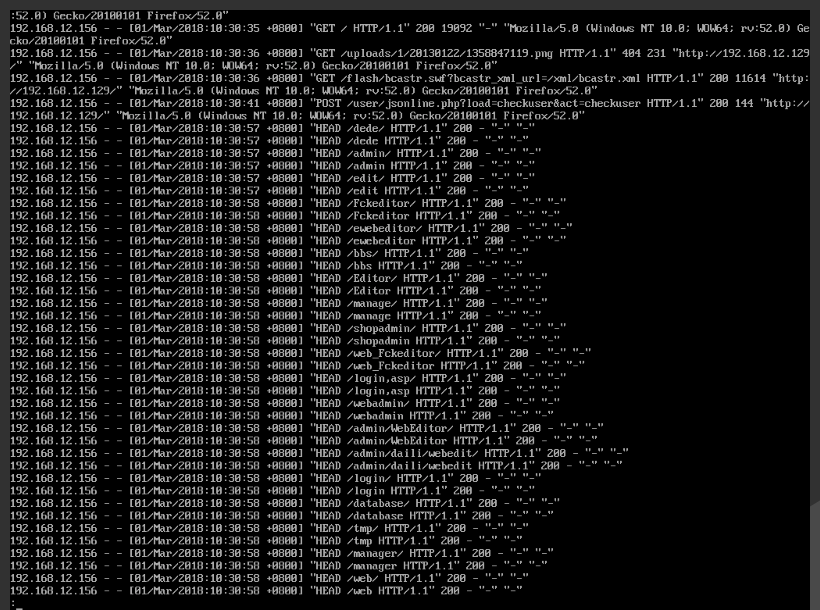 :52.0) Gecko/20100101 Firefox/52.0"
192.168.12.156 - - [01/Mar/2018:10:30:35 +0800] "GET / HTTP/1.1" 200 19092 "-" "Mozilla/5.0 (Windows NT 10.0; WOW64; rv:52.0) Ge
cko/20100101 Firefox/52.0"
192.168.12.156 - - [01/Mar/2018:10:30:36 +0800] "GET /uploads/1/20130122/1358847119.png HTTP/1.1" 404 231 "http://192.168.12.129
/" "Mozilla/5.0 (Windows NT 10.0; WOW64; rv:52.0) Gecko/20100101 Firefox/52.0"
192.168.12.156 - - [01/Mar/2018:10:30:36 +0800] "GET /flash/bcastr.swf?bcastr_xml_url=/xml/bcastr.xml HTTP/1.1" 200 11614 "http:
//192.168.12.129/" "Mozilla/5.0 (Windows NT 10.0; WOW64; rv:52.0) Gecko/20100101 Firefox/52.0"
192.168.12.156 - - [01/Mar/2018:10:30:41 +0800] "POST /user/jsonline.php?load=checkuser&act=checkuser HTTP/1.1" 200 144 "http://
192.168.12.129/" "Mozilla/5.0 (Windows NT 10.0; WOW64; rv:52.0) Gecko/20100101 Firefox/52.0"
192.168.12.156 - - [01/Mar/2018:10:30:57 +0800] "HEAD /dede/ HTTP/1.1" 200 - "-" "-"
192.168.12.156 - - [01/Mar/2018:10:30:57 +0800] "HEAD /dede HTTP/1.1" 200 - "-" "-"
192.168.12.156 - - [01/Mar/2018:10:30:57 +0800] "HEAD /admin/ HTTP/1.1" 200 - "-" "-"
192.168.12.156 - - [01/Mar/2018:10:30:57 +0800] "HEAD /admin HTTP/1.1" 200 - "-" "-"
192.168.12.156 - - [01/Mar/2018:10:30:57 +0800] "HEAD /edit/ HTTP/1.1" 200 - "-" "-"
192.168.12.156 - - [01/Mar/2018:10:30:57 +0800] "HEAD /edit HTTP/1.1" 200 - "-" "-"
192.168.12.156 - - [01/Mar/2018:10:30:58 +0800] "HEAD /Fckeditor/ HTTP/1.1" 200 - "-" "-"
192.168.12.156 - - [01/Mar/2018:10:30:58 +0800] "HEAD /Fckeditor HTTP/1.1" 200 - "-" "-"
192.168.12.156 - - [01/Mar/2018:10:30:58 +0800] "HEAD /ewebeditor/ HTTP/1.1" 200 - "-" "-"
192.168.12.156 - - [01/Mar/2018:10:30:58 +0800] "HEAD /ewebeditor HTTP/1.1" 200 - "-" "-"
192.168.12.156 - - [01/Mar/2018:10:30:58 +0800] "HEAD /bbs/ HTTP/1.1" 200 - "-" "-"
192.168.12.156 - - [01/Mar/2018:10:30:58 +0800] "HEAD /bbs HTTP/1.1" 200 - "-" "-"
192.168.12.156 - - [01/Mar/2018:10:30:58 +0800] "HEAD /Editor/ HTTP/1.1" 200 - "-" "-"
192.168.12.156 - - [01/Mar/2018:10:30:58 +0800] "HEAD /Editor HTTP/1.1" 200 - "-" "-"
192.168.12.156 - - [01/Mar/2018:10:30:58 +0800] "HEAD /manage/ HTTP/1.1" 200 - "-" "-"
192.168.12.156 - - [01/Mar/2018:10:30:58 +0800] "HEAD /manage HTTP/1.1" 200 - "-" "-"
192.168.12.156 - - [01/Mar/2018:10:30:58 +0800] "HEAD /shopadmin/ HTTP/1.1" 200 - "-" "-"
192.168.12.156 - - [01/Mar/2018:10:30:58 +0800] "HEAD /shopadmin HTTP/1.1" 200 - "-" "-"
192.168.12.156 - - [01/Mar/2018:10:30:58 +0800] "HEAD /web_Fckeditor/ HTTP/1.1" 200 - "-" "-"
192.168.12.156 - - [01/Mar/2018:10:30:58 +0800] "HEAD /web_Fckeditor HTTP/1.1" 200 - "-" "-"
192.168.12.156 - - [01/Mar/2018:10:30:58 +0800] "HEAD /login,asp/ HTTP/1.1" 200 - "-" "-"
192.168.12.156 - - [01/Mar/2018:10:30:58 +0800] "HEAD /login,asp HTTP/1.1" 200 - "-" "-"
192.168.12.156 - - [01/Mar/2018:10:30:58 +0800] "HEAD /webadmin/ HTTP/1.1" 200 - "-" "-"
192.168.12.156 - - [01/Mar/2018:10:30:58 +0800] "HEAD /webadmin HTTP/1.1" 200 - "-" "-"
192.168.12.156 - - [01/Mar/2018:10:30:58 +0800] "HEAD /admin/WebEditor/ HTTP/1.1" 200 - "-" "-"
192.168.12.156 - - [01/Mar/2018:10:30:58 +0800] "HEAD /admin/WebEditor HTTP/1.1" 200 - "-" "-"
192.168.12.156 - - [01/Mar/2018:10:30:58 +0800] "HEAD /admin/daili/webedit/ HTTP/1.1" 200 - "-" "-"
192.168.12.156 - - [01/Mar/2018:10:30:58 +0800] "HEAD /admin/daili/webedit HTTP/1.1" 200 - "-" "-"
192.168.12.156 - - [01/Mar/2018:10:30:58 +0800] "HEAD /login/ HTTP/1.1" 200 - "-" "-"
192.168.12.156 - - [01/Mar/2018:10:30:58 +0800] "HEAD /login HTTP/1.1" 200 - "-" "-"
192.168.12.156 - - [01/Mar/2018:10:30:58 +0800] "HEAD /database/ HTTP/1.1" 200 - "-" "-"
192.168.12.156 - - [01/Mar/2018:10:30:58 +0800] "HEAD /database HTTP/1.1" 200 - "-" "-"
192.168.12.156 - - [01/Mar/2018:10:30:58 +0800] "HEAD /tmp/ HTTP/1.1" 200 - "-" "-"
192.168.12.156 - - [01/Mar/2018:10:30:58 +0800] "HEAD /tmp HTTP/1.1" 200 - "-" "-"
192.168.12.156 - - [01/Mar/2018:10:30:58 +0800] "HEAD /manager/ HTTP/1.1" 200 - "-" "-"
192.168.12.156 - - [01/Mar/2018:10:30:58 +0800] "HEAD /manager HTTP/1.1" 200 - "-" "-"
192.168.12.156 - - [01/Mar/2018:10:30:58 +0800] "HEAD /web/ HTTP/1.1" 200 - "-" "-"
192.168.12.156 - - [01/Mar/2018:10:30:58 +0800] "HEAD /web HTTP/1.1" 200 - "-" "-"
: